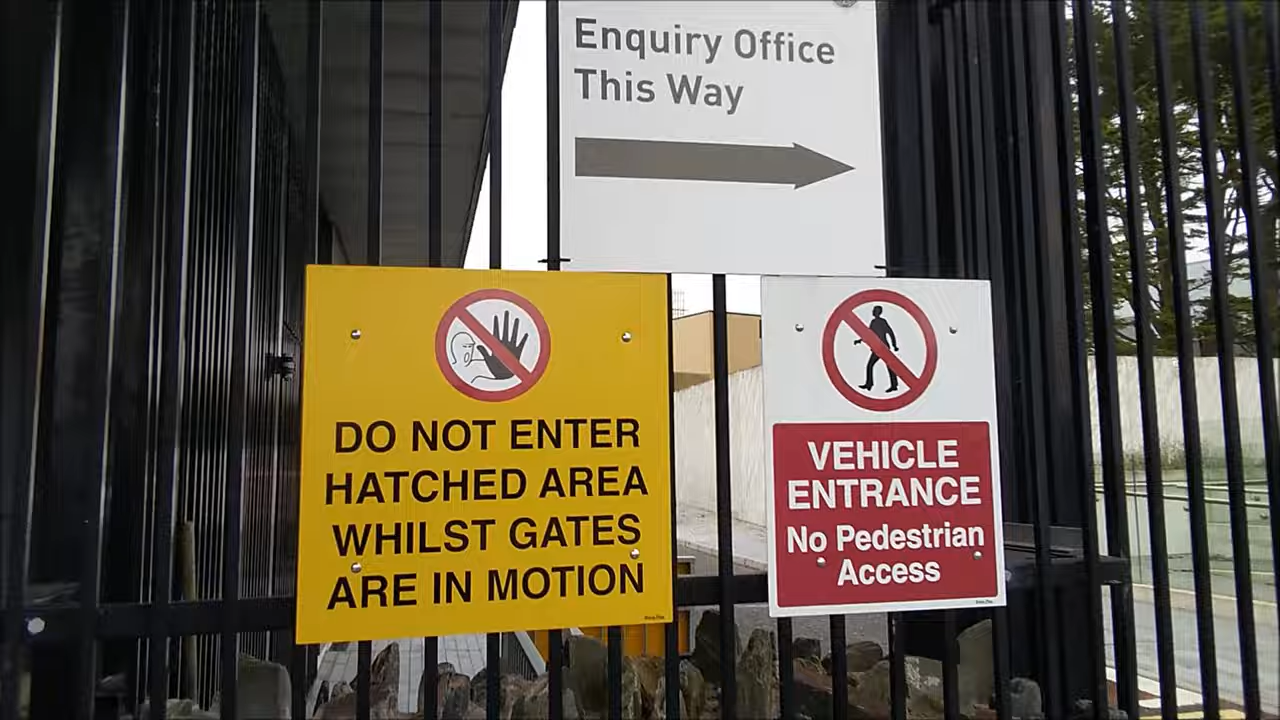 Enquiry Office
This Way
DO NOT ENTER
HATCHED AREA
WHILST GATES
ARE IN MOTION
VEHICLE
ENTRANCE
No Pedestrian
Access